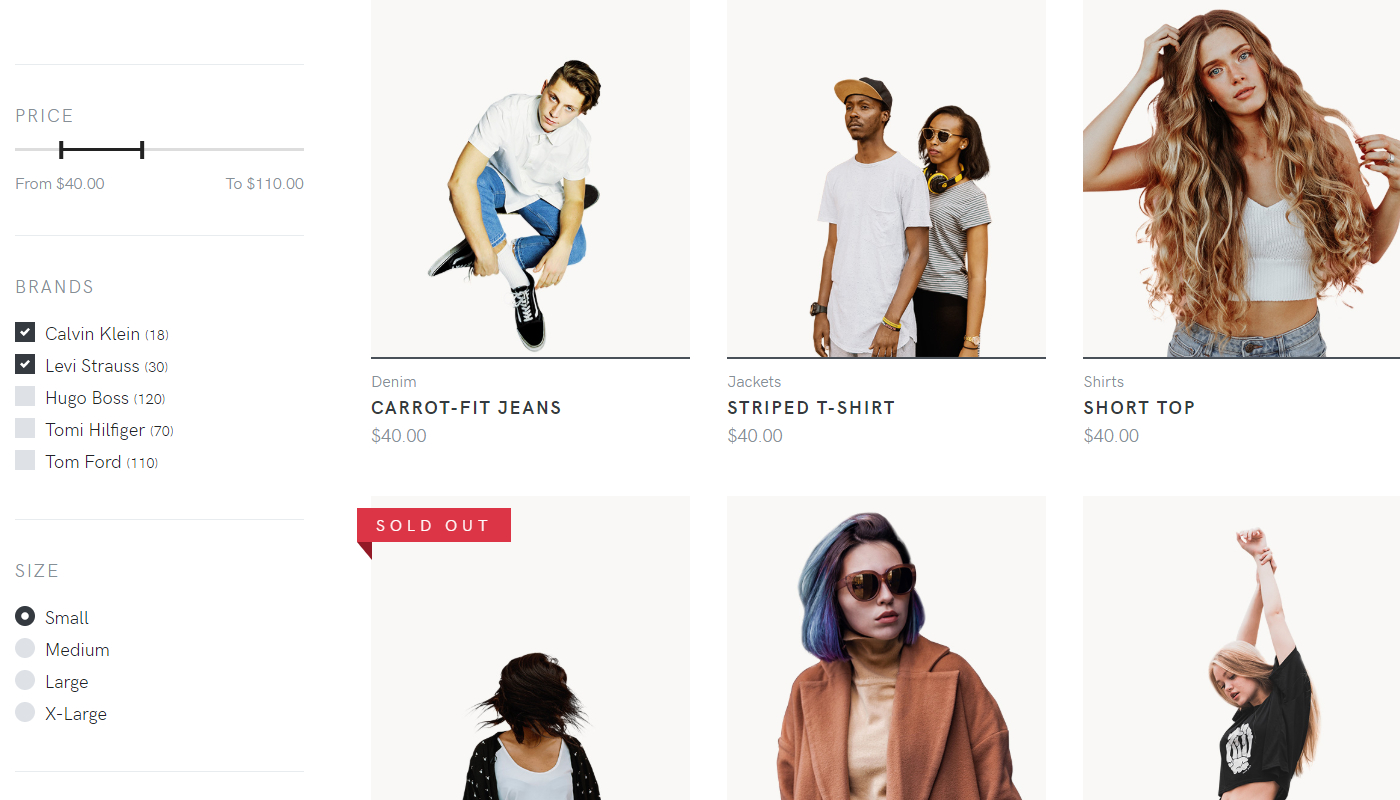 PRICE
From $40.00 To $110.00
BRANDS
Calvin Klein (18)
Levi Strauss (30)
Hugo Boss (120)
Tomi Hilfiger (70)
Tom Ford (110)
SIZE
Small
Medium
Large
X-Large
Denim
CARROT-FIT JEANS
$40.00
Jackets
STRIPED T-SHIRT
$40.00
Shirts
SHORT TOP
$40.00
SOLD OUT